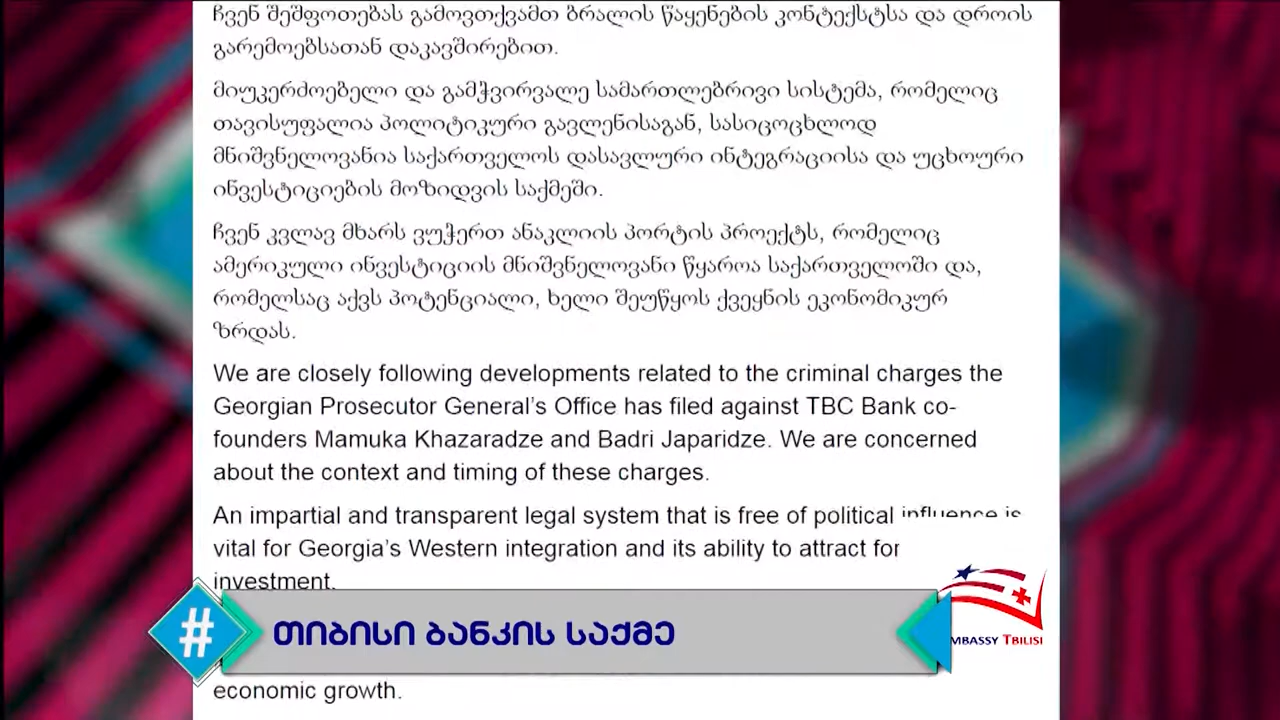 ჩვენ შეშფოთებას გამოვთქვამთ ბრალის წაყენების კონტექსტსა და დროის
გარემოებსათან დაკავშირებით.
მიუკერძოებელი და გამჭვირვალე სამართლებრივი სისტემა, რომელიც
თავისუფალია პოლიტიკური გავლენისაგან, სასიცოცხლოდ
მნიშვნელოვანია საქართველოს დასავლური ინტეგრაციისა და უცხოური
ინვესტიციების მოზიდვის საქმეში.
ჩვენ კვლავ მხარს ვუჭერთ ანაკლიის პორტის პროექტს, რომელიც
ამერიკული ინვესტიციის მნიშვნელოვანი წყაროა საქართველოში და,
რომელსაც აქვს პოტენციალი, ხელი შეუწყოს ქვეყნის ეკონომიკურ
ზრდას.
We are closely following developments related to the criminal charges the
Georgian Prosecutor General’s Office has filed against TBC Bank co-
founders Mamuka Khazaradze and Badri Japaridze. We are concerned
about the context and timing of these charges.
An impartial and transparent legal system that is free of political influence is
vital for Georgia’s Western integration and its ability to attract for
investment.
# თიბისი ბანკის საქმე
MBASSY TBILISI
economic growth.